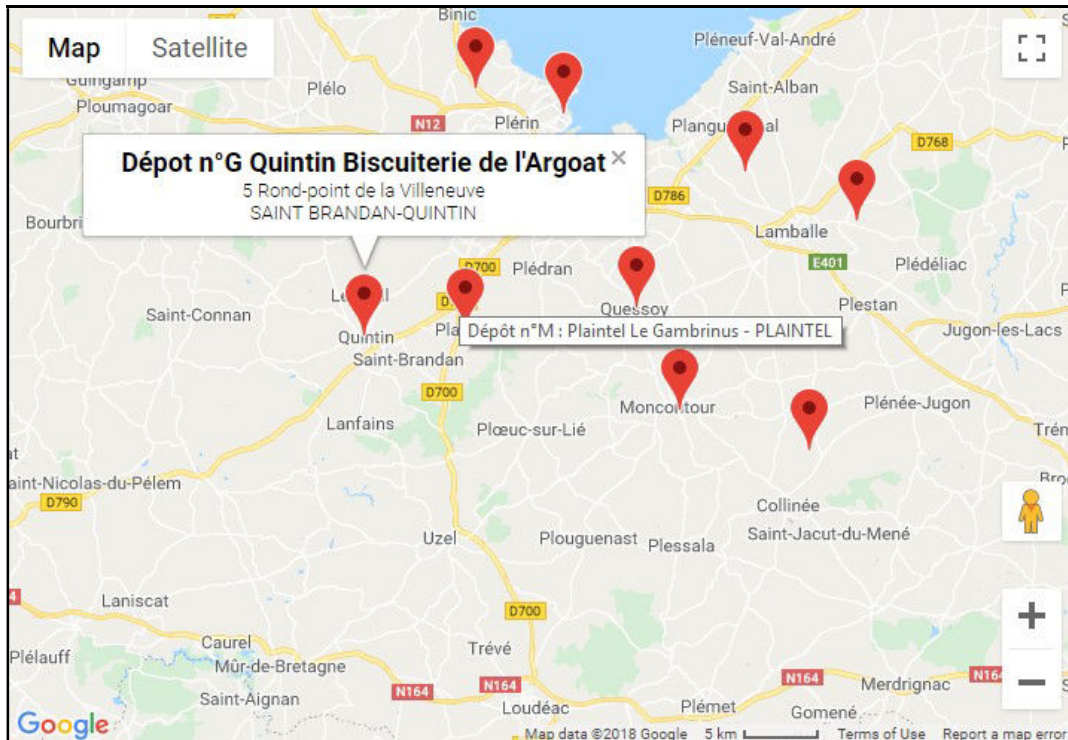 Binic
Map
Satellite
Pléneuf-Val-André
Guingamp
Plélo
Saint-Alban
Ploumagoar
N12
Plérin
D768
Dépot n°G Quintin Biscuiterie de l'Argoat ×
5 Rond-point de la Villeneuve
SAINT BRANDAN-QUINTIN
D786
Lamballe
D700
Plédran
E401
Plédéliac
Saint-Connan
Quessoy
Plestan
Quintin
Dépôt n°M : Plaintel Le Gambrinus - PLAINTEL
Jugon-les-Lacs
Saint-Brandan
D700
Moncontour
Plénée-Jugon
Lanfains
Plœuc-sur-Lié
aint-Nicolas-du-Pélem
D790
Collinée
Uzel
Plouguenast
Plessala
Saint-Jacut-du-Mené
Laniscat
D700
+
Caurel
Trévé
Plélauff
Mûr-de-Bretagne
−
N164
N164
N164
Merdrignac
Saint-Aignan
Loudéac
Plémet
Gomené
Google
Map data ©2018 Google
5 km
Terms of Use
Report a map error